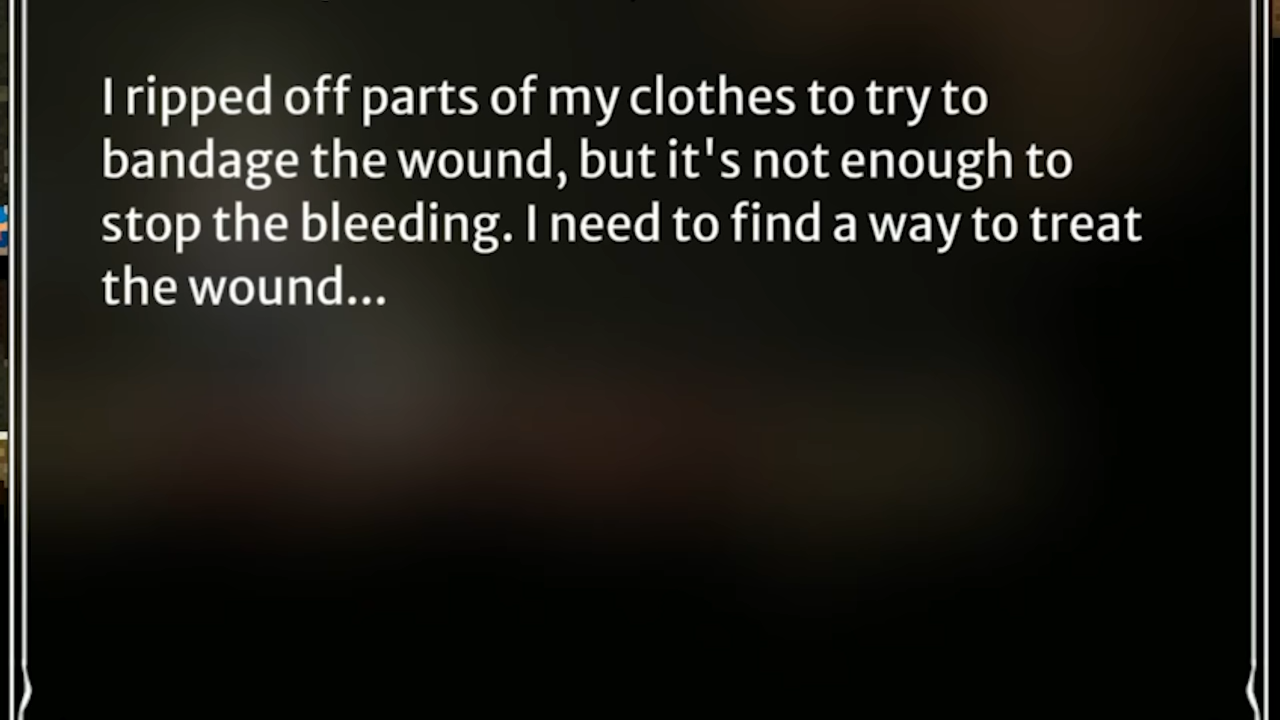 I ripped off parts of my clothes to try to
bandage the wound, but it's not enough to
stop the bleeding. I need to find a way to treat
the wound...